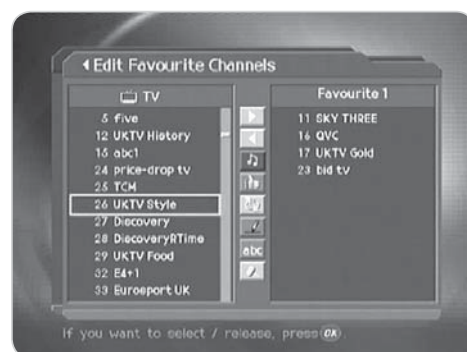 Edit Favourite Channels
TV
5 five
12 UKTV History
15 abc1
24 price-drop tv
25 TCM
26 UKTV Style
27 Discovery
28 DiscoveryRTime
29 UKTV Food
32 E4+1
33 Eurosport UK
abc
Favourite 1
11 SKY THREE
16 QVC
17 UKTV Gold
23 bid tv
If you want to select / release, press OK.